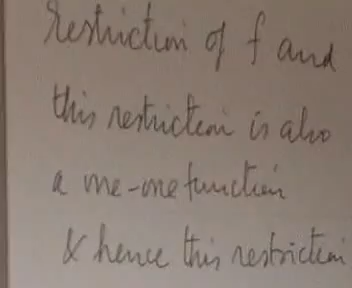 restriction of f and
this restriction is also
a one-one function
& hence this restriction